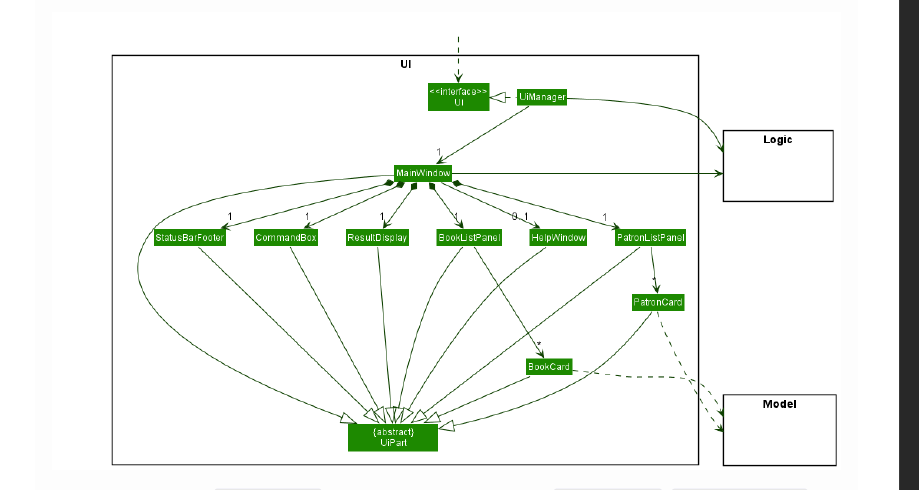 UI
<<interface>>
Ui
UiManager
Logic
1
MainWindow
1
1
1
1
0..1
1
StatusBarFooter
CommandBox
ResultDisplay
BookListPanel
HelpWindow
PatronListPanel
*
PatronCard
*
BookCard
Model
{abstract}
UiPart